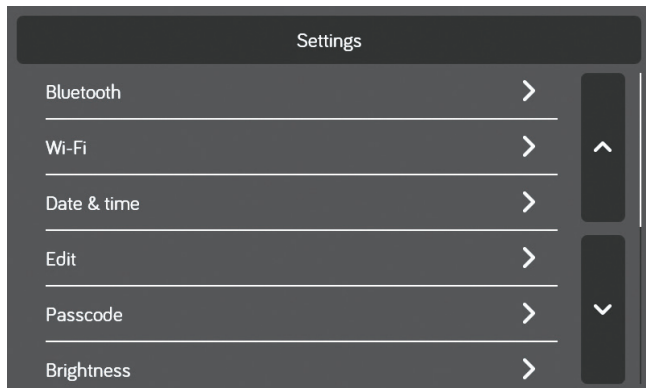 Settings
Bluetooth
Wi-Fi
Date & time
Edit
Passcode
Brightness